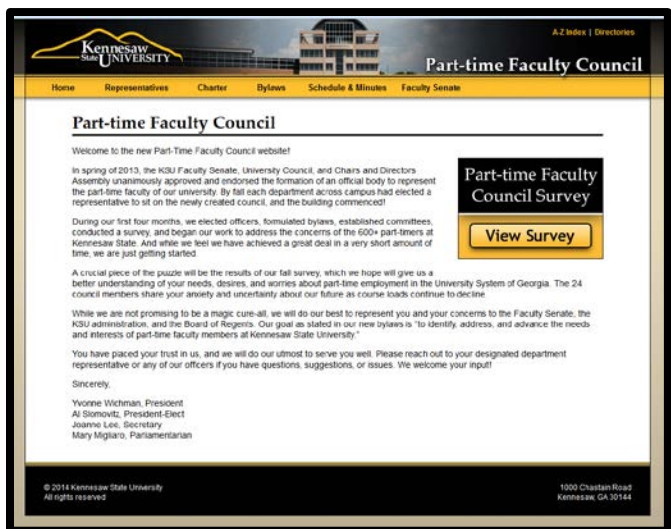 A-Z Index | Directories
Kennesaw
State UNIVERSITY
Part-time Faculty Council
Home Representatives Charter Bylaws Schedule & Minutes Faculty Senate
Part-time Faculty Council
Welcome to the new Part-Time Faculty Council website!
In spring of 2013, the KSU Faculty Senate, University Council, and Chairs and Directors
Assembly unanimously approved and endorsed the formation of an official body to represent
the part-time faculty of our university. By fall each department across campus had elected a
representative to sit on the newly created council, and the building commenced!
Part-time Faculty
Council Survey
View Survey
During our first four months, we elected officers, formulated bylaws, established committees,
conducted a survey, and began our work to address the concerns of the 600+ part-timers at
Kennesaw State. And while we feel we have achieved a great deal in a very short amount of
time, we are just getting started.
A crucial piece of the puzzle will be the results of our fall survey, which we hope will give us a
better understanding of your needs, desires, and worries about part-time employment in the University System of Georgia. The 24
council members share your anxiety and uncertainty about our future as course loads continue to decline.
While we are not promising to be a magic cure-all, we will do our best to represent you and your concerns to the Faculty Senate, the
KSU administration, and the Board of Regents. Our goal as stated in our new bylaws is "to identify, address, and advance the needs
and interests of part-time faculty members at Kennesaw State University."
You have placed your trust in us, and we will do our utmost to serve you well. Please reach out to your designated department
representative or any of our officers if you have questions, suggestions, or issues. We welcome your input!
Sincerely,
Yvonne Wichman, President
Al Slomovitz, President-Elect
Joanne Lee, Secretary
Mary Migliaro, Parliamentarian
© 2014 Kennesaw State University
All rights reserved
1000 Chastain Road
Kennesaw, GA 30144